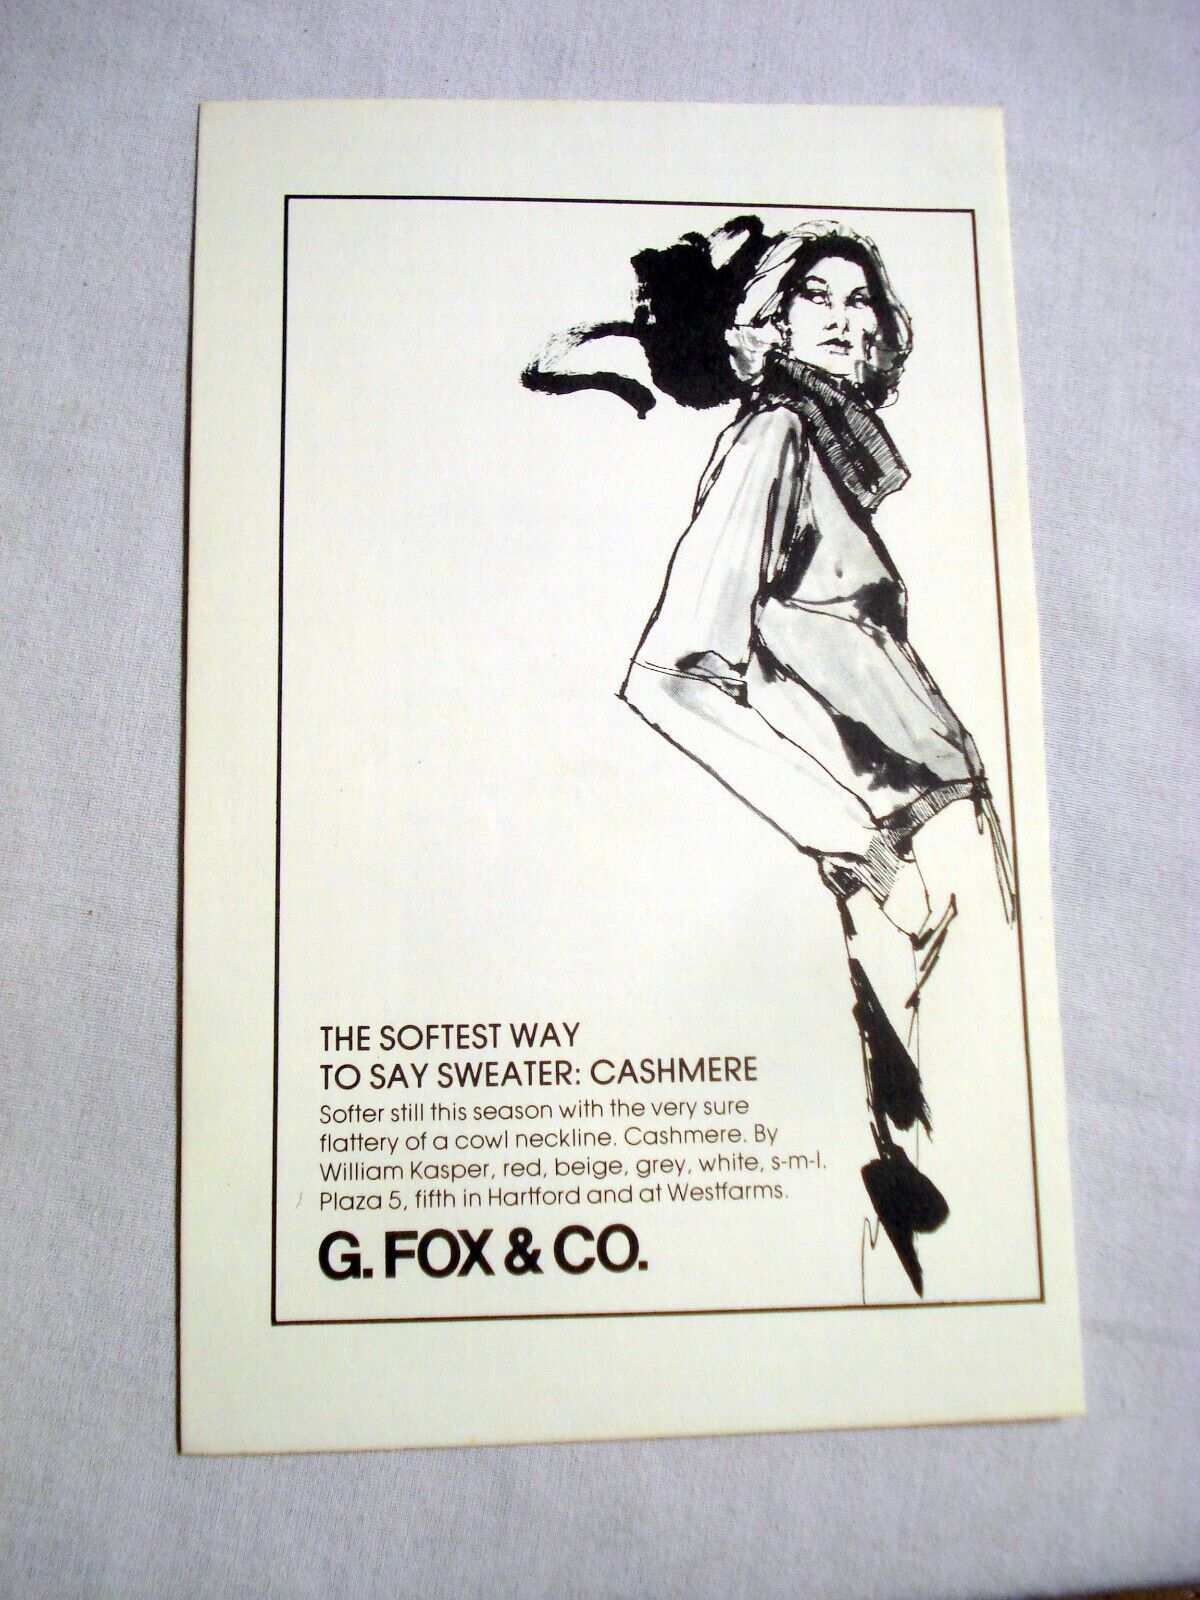 THE SOFTEST WAY
TO SAY SWEATER: CASHMERE
Softer still this season with the very sure
flattery of a cowl neckline. Cashmere. By
William Kasper, red, beige, grey, white, s-m-l.
Plaza 5, fifth in Hartford and at Westfarms.
G. FOX & CO.